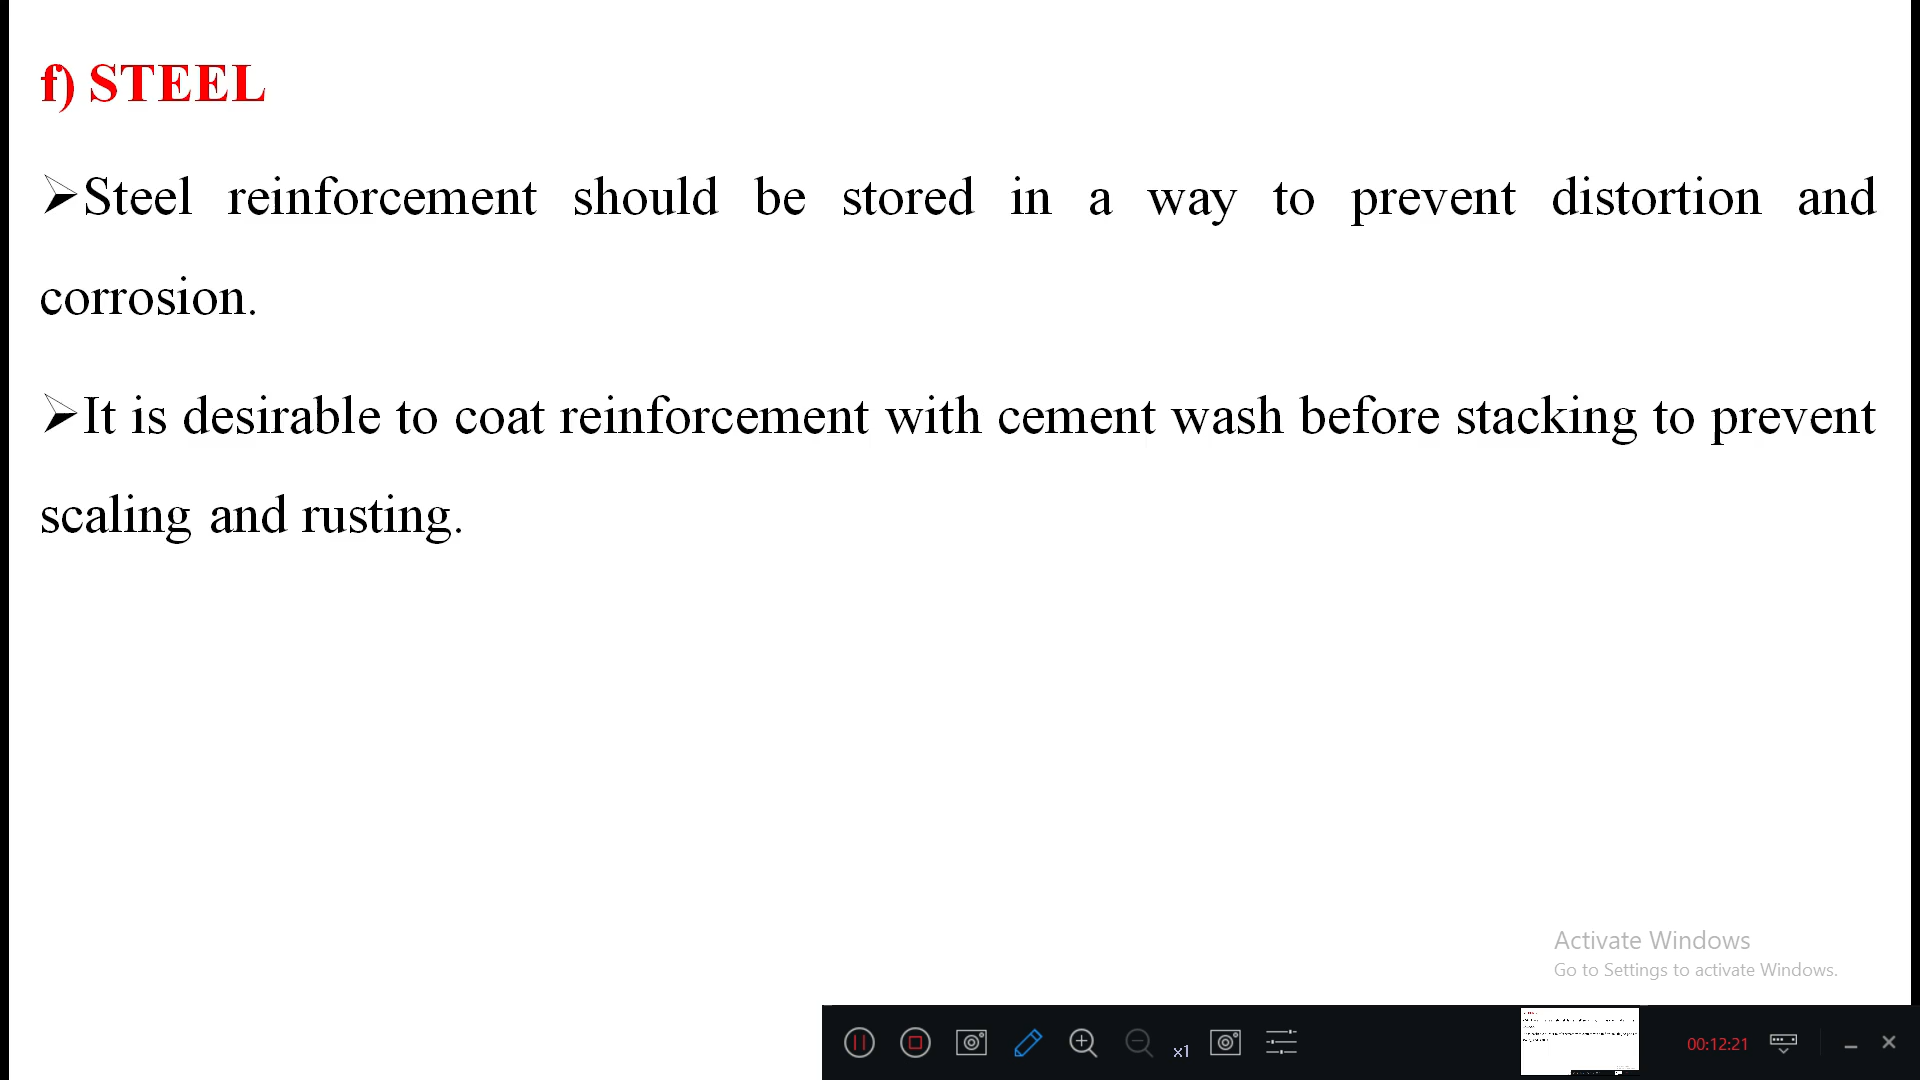 f) STEEL
➢Steel reinforcement should be stored in a way to prevent distortion and
corrosion.
➢It is desirable to coat reinforcement with cement wash before stacking to prevent
scaling and rusting.
Activate Windows
Go to Settings to activate Windows.
x1
00:12:21